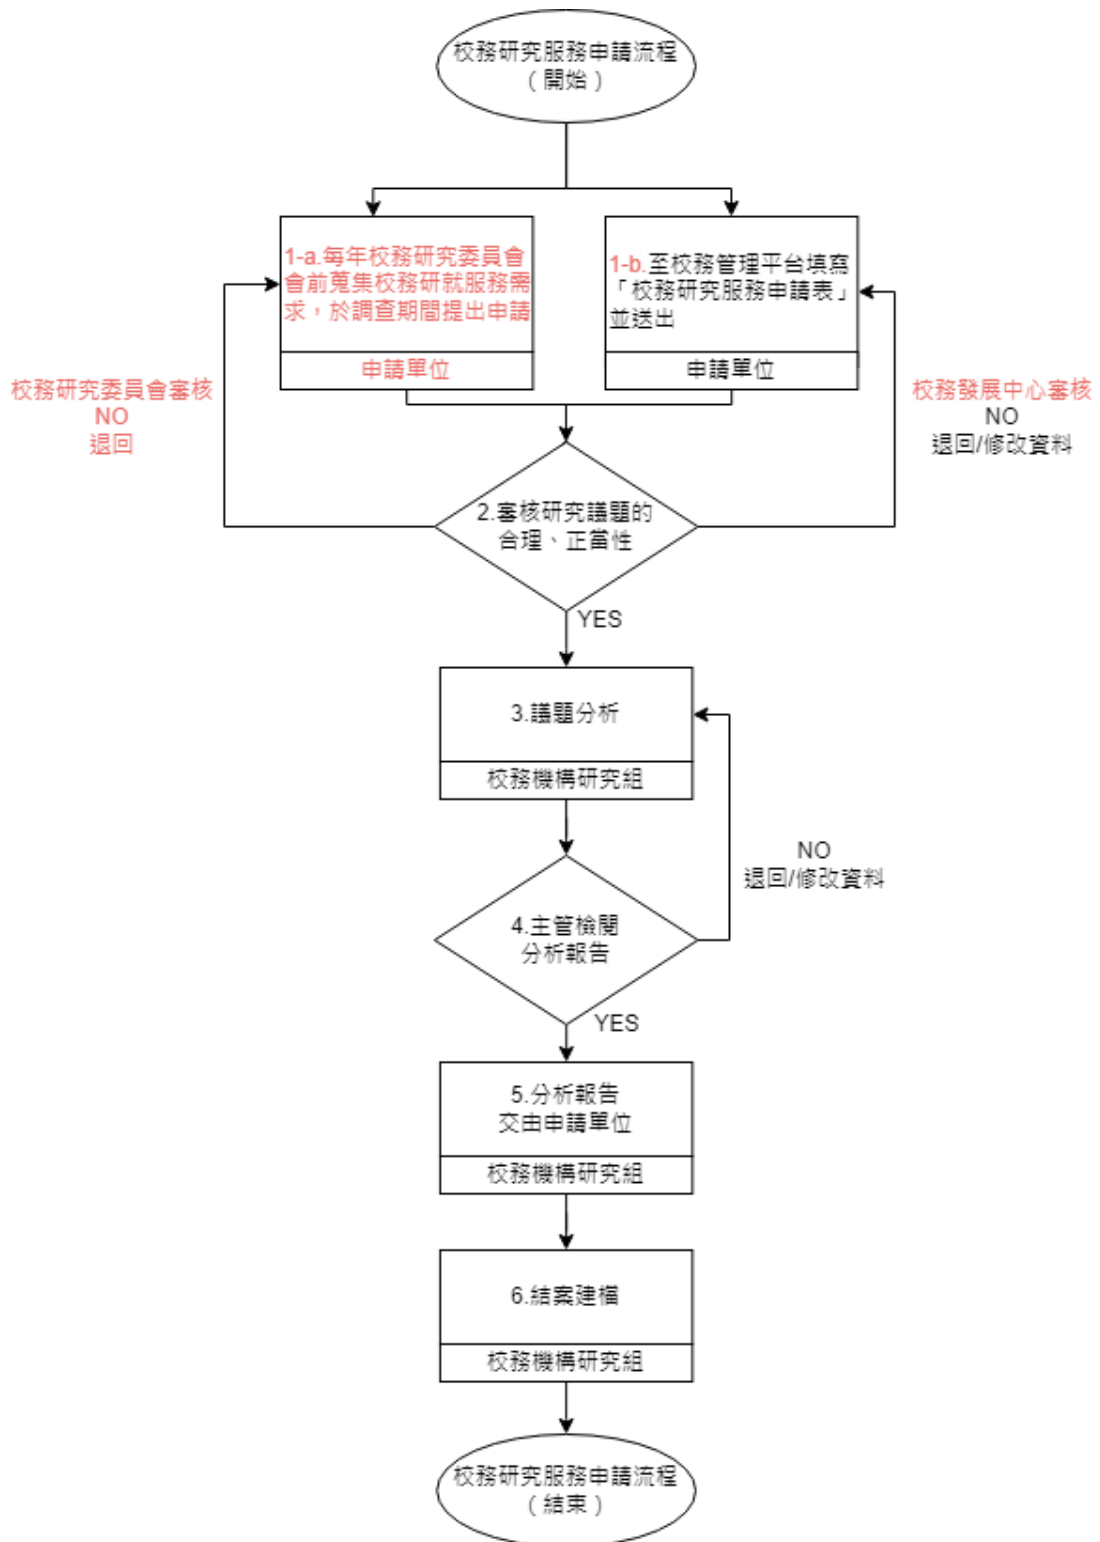 校務研究服務申請流程
（開始）
1-a.每年校務研究委員會
會前蒐集校務研就服務需
求，於調查期間提出申請
申請單位
1-b.至校務管理平台填寫
「校務研究服務申請表」
並送出
申請單位
校務研究委員會審核
NO
退回
校務發展中心審核
NO
退回/修改資料
2.審核研究議題的
合理、正當性
YES
3.議題分析
校務機構研究組
NO
退回/修改資料
4.主管檢閱
分析報告
YES
5.分析報告
交由申請單位
校務機構研究組
6.結案建檔
校務機構研究組
校務研究服務申請流程
（結束）